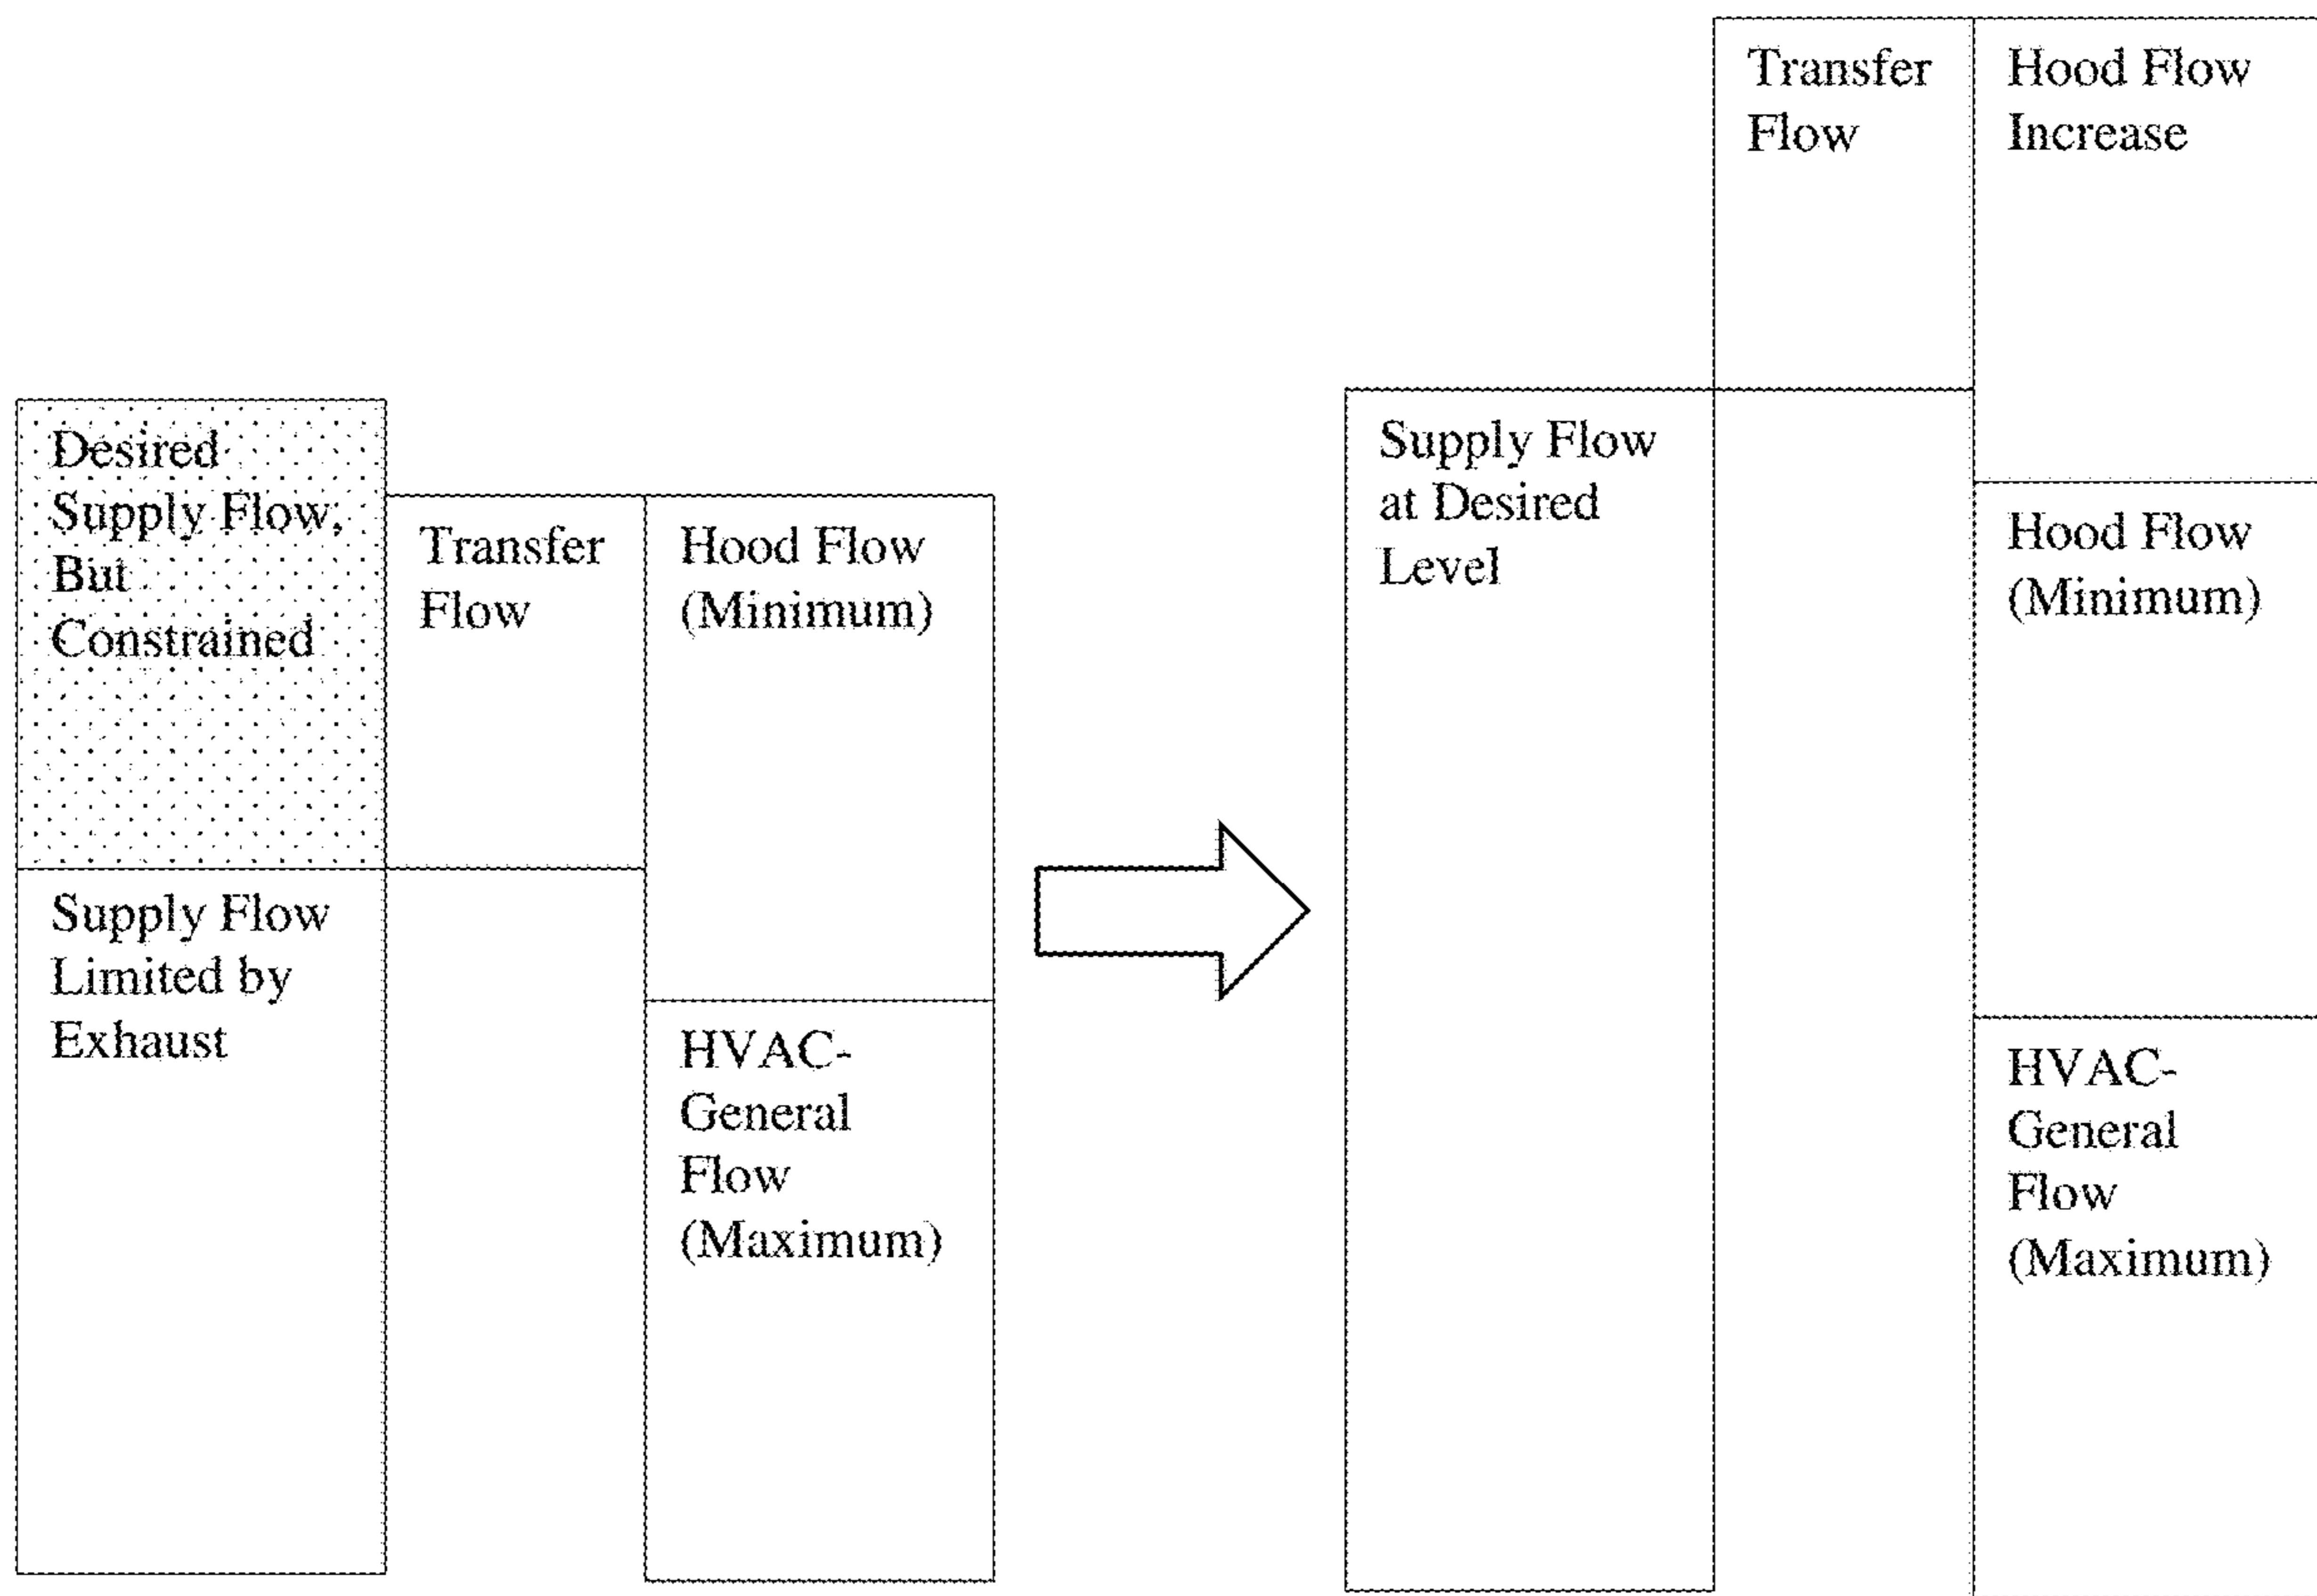 Desired
Supply Flow,
But
Constrained
Supply Flow
Limited by
Exhaust
Transfer
Flow
Hood Flow
(Minimum)
HVAC-
General
Flow
(Maximum)
Supply Flow
at Desired
Level
Transfer
Flow
Hood Flow
Increase
Hood Flow
(Minimum)
HVAC-
General
Flow
(Maximum)